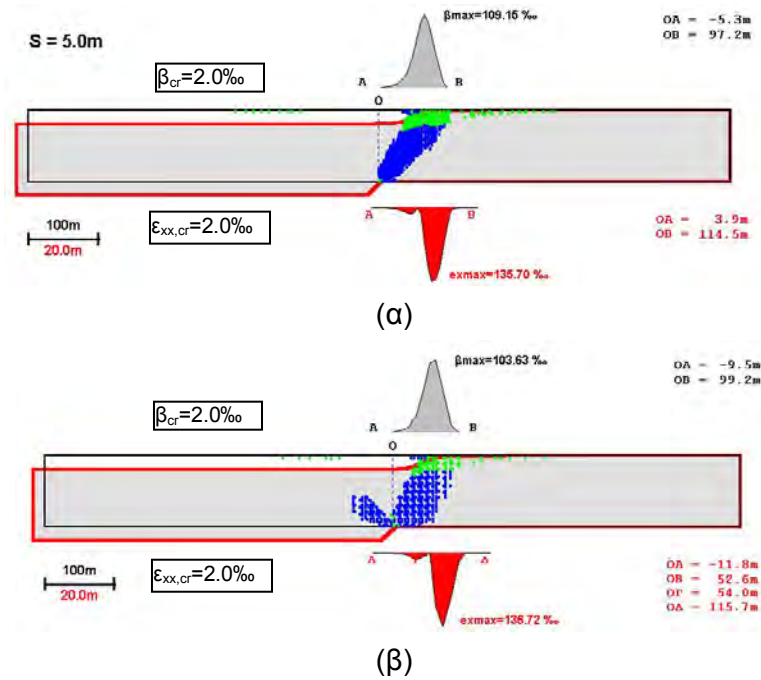 βmax=109.15 ‰
OA = -5.3m
OB = 97.2m
S = 5.0m
βcr=2.0‰
A B
O
100m
20.0m
εxx,cr=2.0‰
A B
OA = 3.9m
OB = 114.5m
exmax=135.70 ‰
(α)
βmax=103.63 ‰
OA = -9.5m
OB = 99.2m
βcr=2.0‰
A B
O
100m
20.0m
εxx,cr=2.0‰
A Δ
OA = -11.8m
OB = 52.6m
OΓ = 54.0m
OΔ = 115.7m
exmax=136.72 ‰
(β)